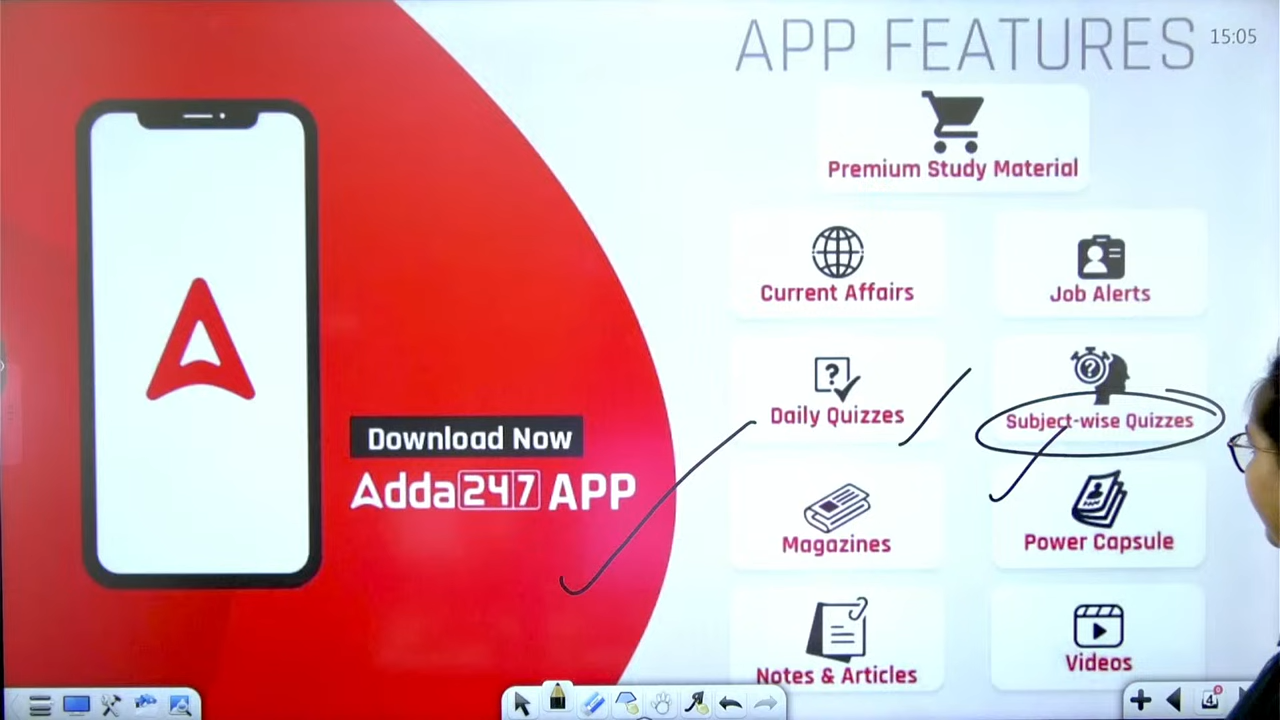 APP FEATURES
15:05
Premium Study Material
Current Affairs
Job Alerts
Daily Quizzes
Subject-wise Quizzes
Download Now
Adda247 APP
Magazines
Power Capsule
Notes & Articles
Videos
4